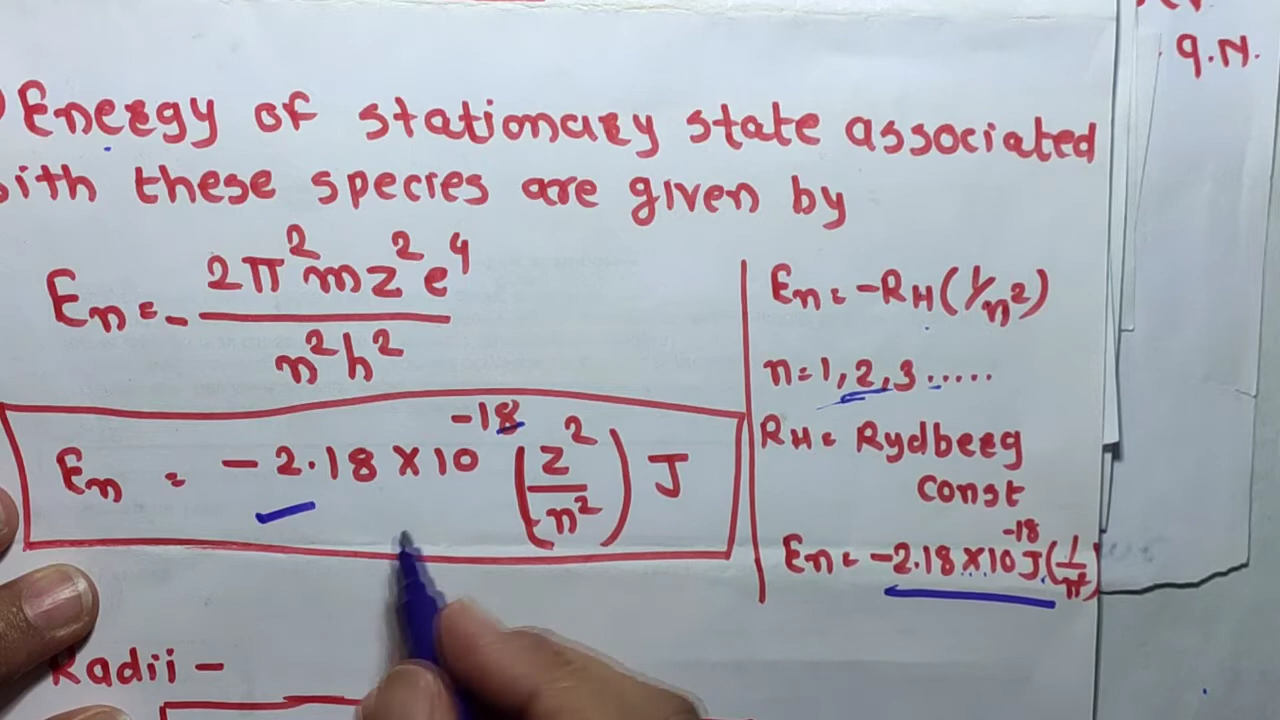 Energy of stationary state associated
with these species are given by
En = - 2π²mz²e⁴ / n²h²
En = -2.18 × 10⁻¹⁸ (z²/n²) J
En = -RH (1/n²)
n = 1, 2, 3 .....
RH = Rydberg
const
En = -2.18 × 10⁻¹⁸ J (1/n²)
Radii -
q.N.